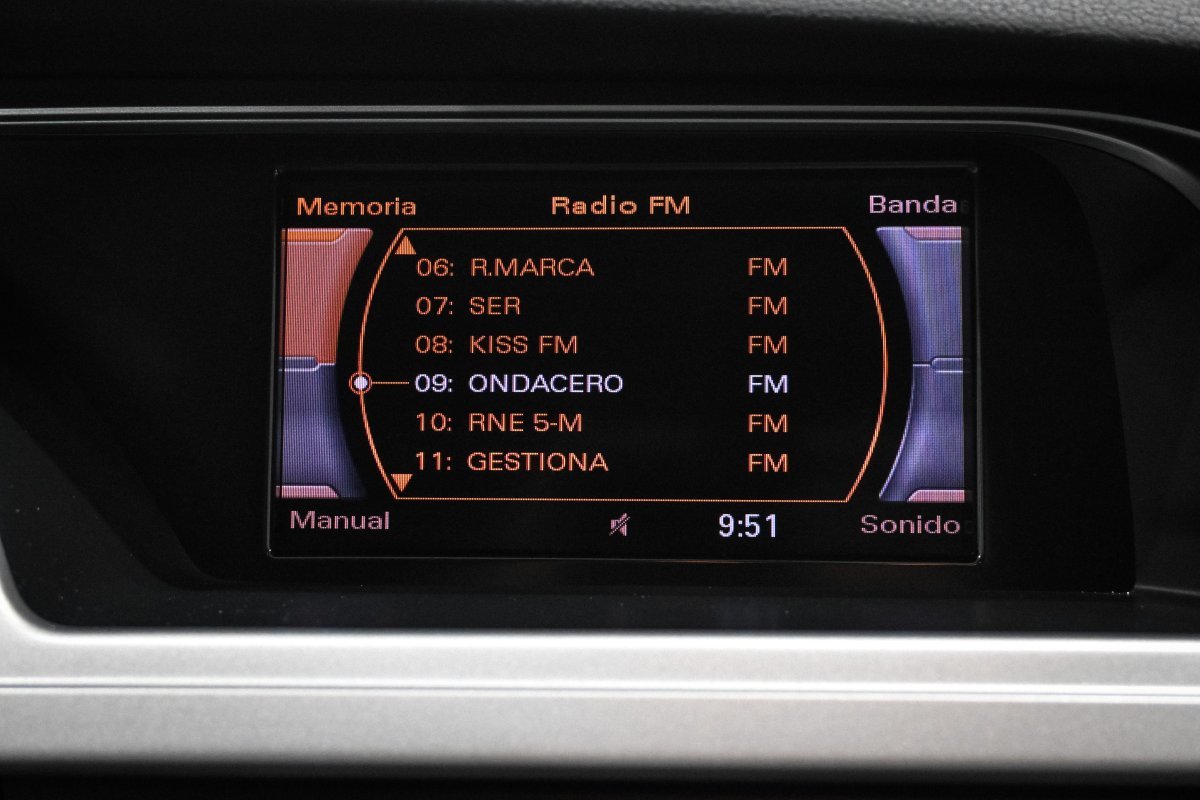 Memoria Radio FM Banda
06: R.MARCA FM
07: SER FM
08: KISS FM FM
09: ONDACERO FM
10: RNE 5-M FM
11: GESTIONA FM
Manual 9:51 Sonido